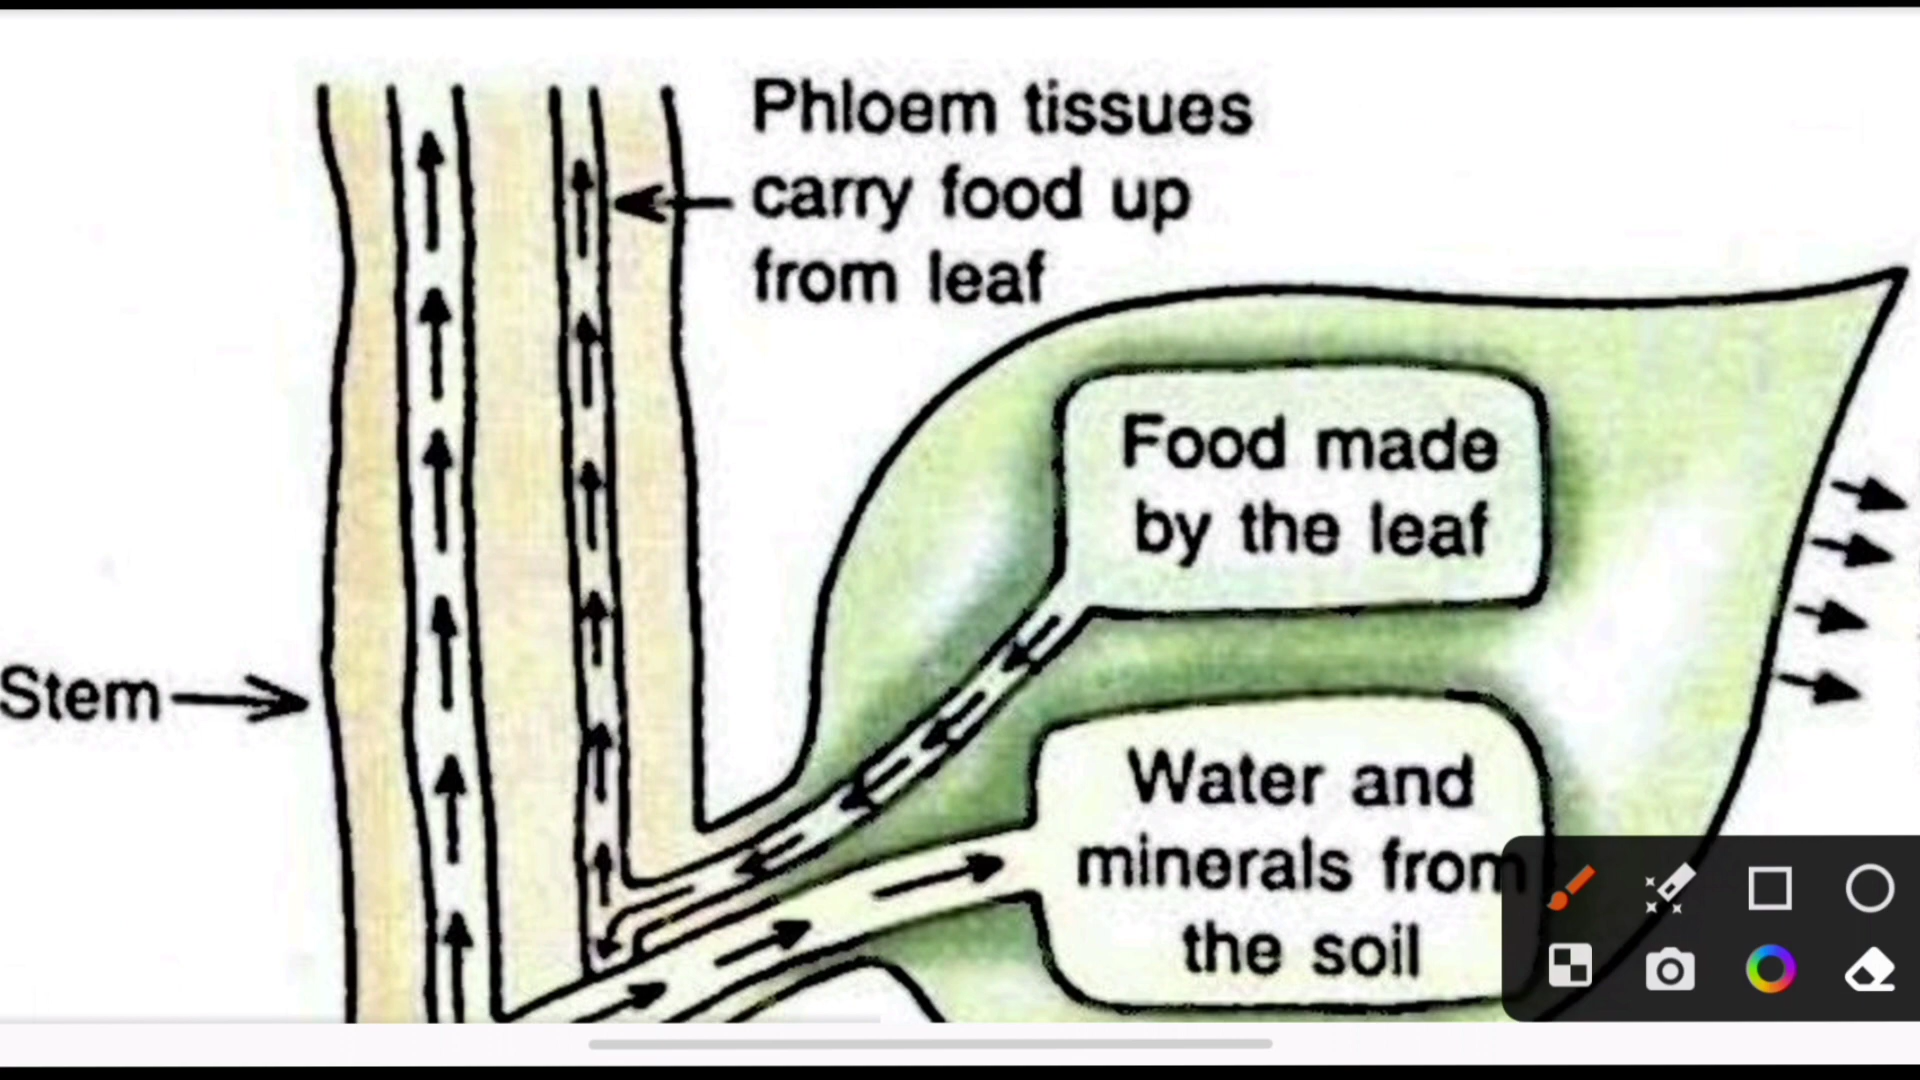 Phloem tissues
carry food up
from leaf
Food made
by the leaf
Stem
Water and
minerals from
the soil